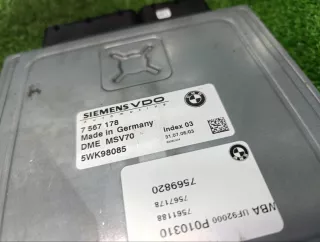 SIEMENS VDO
AUTOMOTIVE
7 567 178
Made in Germany
DME MSV70
5WK98085
Index 03
7569820
7567178
7561188
WBA UF92000 P010310